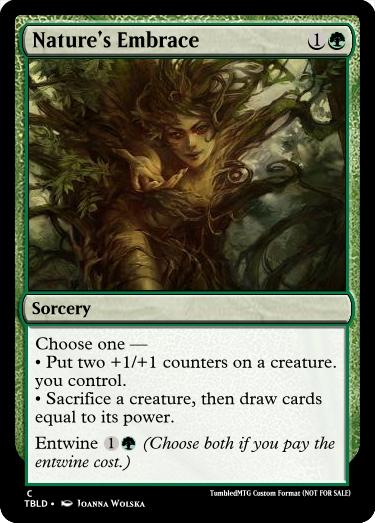 Nature's Embrace 1
Sorcery
Choose one —
• Put two +1/+1 counters on a creature.
you control.
• Sacrifice a creature, then draw cards
equal to its power.
Entwine 1 (Choose both if you pay the
entwine cost.)
C
TBLD • Joanna Wolska
TumbledMTG Custom Format (NOT FOR SALE)